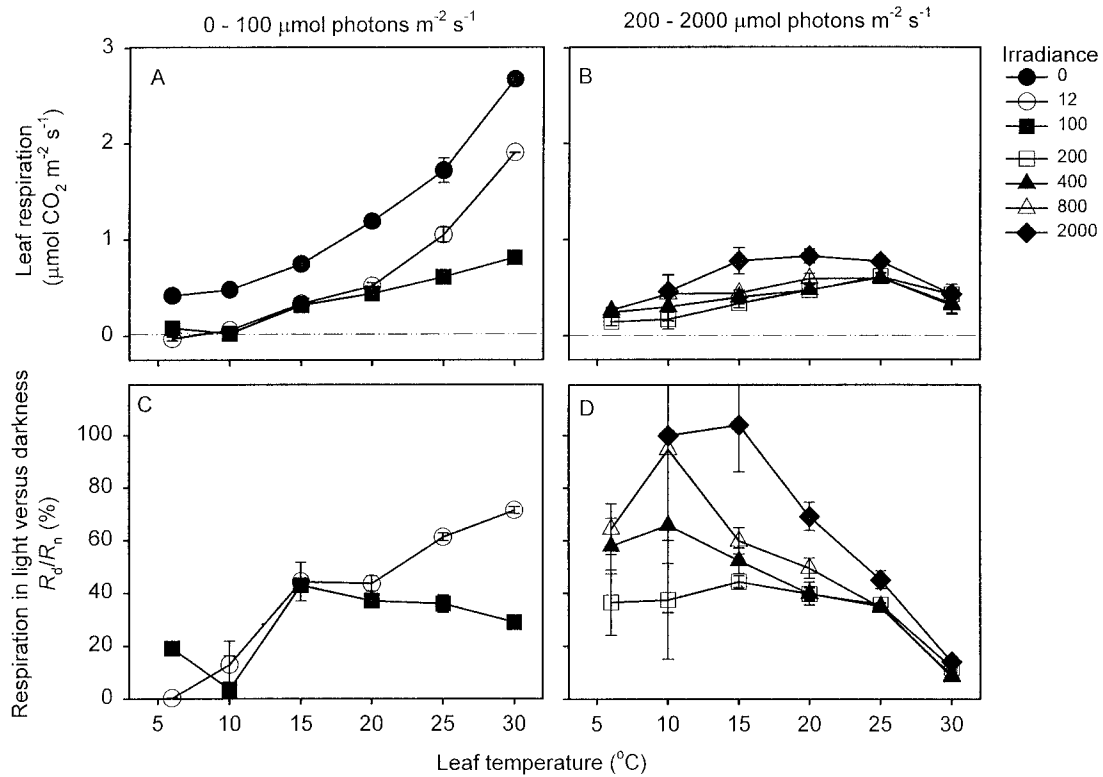 0 - 100 μmol photons m⁻² s⁻¹
200 - 2000 μmol photons m⁻² s⁻¹
Irradiance
0
12
100
200
400
800
2000
Leaf respiration
(μmol CO₂ m⁻² s⁻¹)
3
2
1
0
A
B
Respiration in light versus darkness
R_d/R_n (%)
100
80
60
40
20
0
C
D
5 10 15 20 25 30
5 10 15 20 25 30
Leaf temperature (°C)